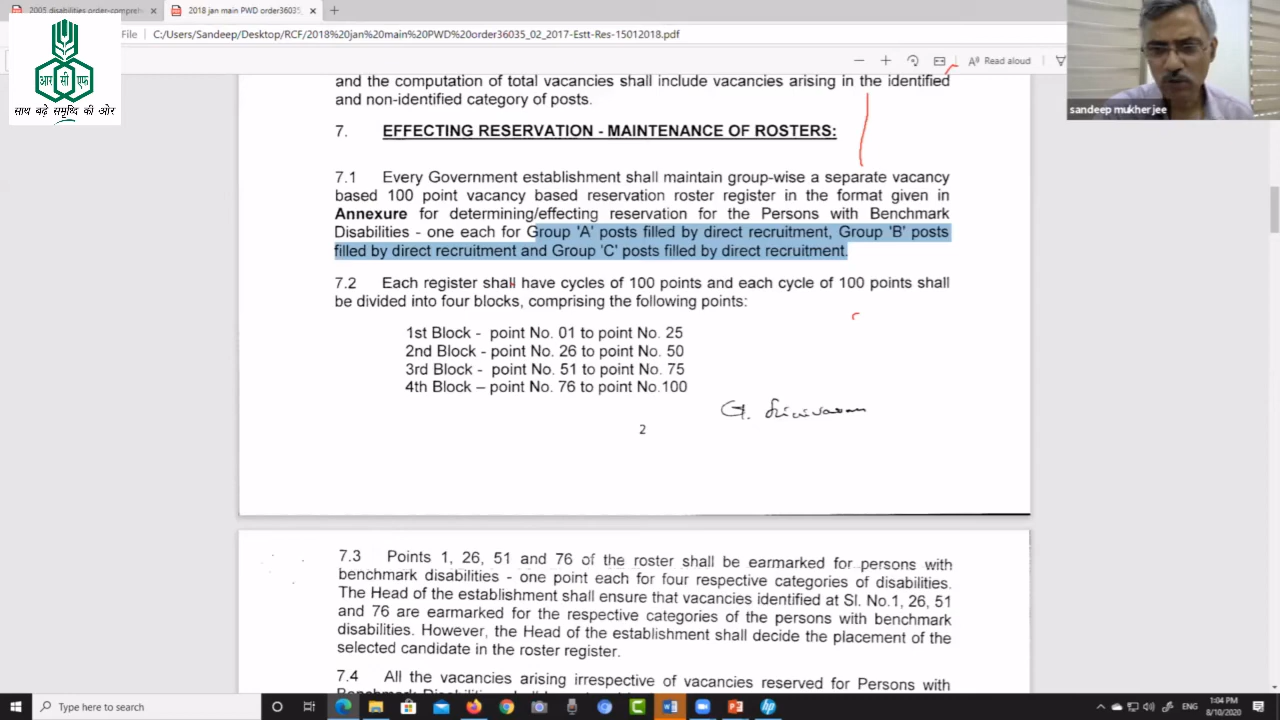 2005 disabilities order-compreh
2018 jan main PWD order36035_
File
C:/Users/Sandeep/Desktop/RCF/2018%20jan%20main%20PWD%20order36035_02_2017-Estt-Res-15012018.pdf
Read aloud
आर सी एफ
साथ बढ़े समृध्दि की ओर
sandeep mukherjee
and the computation of total vacancies shall include vacancies arising in the identified
and non-identified category of posts.
7. EFFECTING RESERVATION - MAINTENANCE OF ROSTERS:
7.1 Every Government establishment shall maintain group-wise a separate vacancy
based 100 point vacancy based reservation roster register in the format given in
Annexure for determining/effecting reservation for the Persons with Benchmark
Disabilities - one each for Group 'A' posts filled by direct recruitment, Group 'B' posts
filled by direct recruitment and Group 'C' posts filled by direct recruitment.
7.2 Each register shall have cycles of 100 points and each cycle of 100 points shall
be divided into four blocks, comprising the following points:
1st Block - point No. 01 to point No. 25
2nd Block - point No. 26 to point No. 50
3rd Block - point No. 51 to point No. 75
4th Block – point No. 76 to point No.100
G. Srinivasan
2
7.3 Points 1, 26, 51 and 76 of the roster shall be earmarked for persons with
benchmark disabilities - one point each for four respective categories of disabilities.
The Head of the establishment shall ensure that vacancies identified at Sl. No.1, 26, 51
and 76 are earmarked for the respective categories of the persons with benchmark
disabilities. However, the Head of the establishment shall decide the placement of the
selected candidate in the roster register.
7.4 All the vacancies arising irrespective of vacancies reserved for Persons with
Type here to search
ENG
1:04 PM
8/10/2020